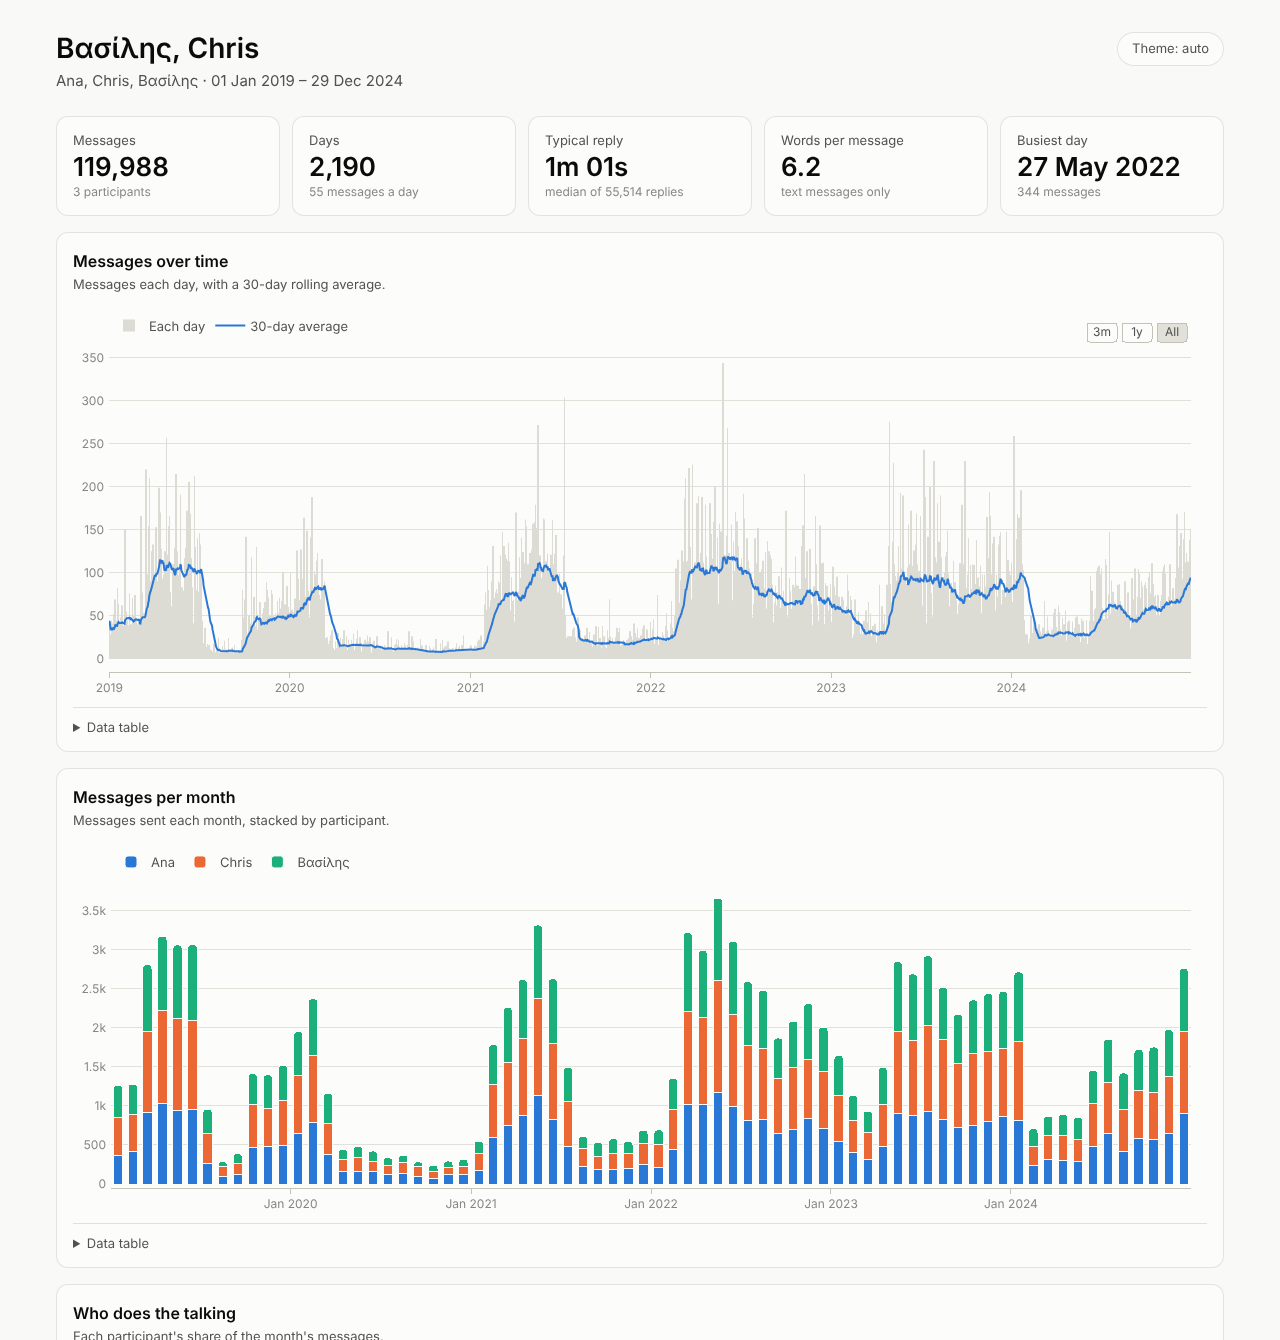 Βασίλης, Chris
Theme: auto
Ana, Chris, Βασίλης · 01 Jan 2019 – 29 Dec 2024
Messages
119,988
3 participants
Days
2,190
55 messages a day
Typical reply
1m 01s
median of 55,514 replies
Words per message
6.2
text messages only
Busiest day
27 May 2022
344 messages
Messages over time
Messages each day, with a 30-day rolling average.
Each day 30-day average
3m 1y All
350
300
250
200
150
100
50
0
2019 2020 2021 2022 2023 2024
▶ Data table
Messages per month
Messages sent each month, stacked by participant.
Ana Chris Βασίλης
3.5k
3k
2.5k
2k
1.5k
1k
500
0
Jan 2020 Jan 2021 Jan 2022 Jan 2023 Jan 2024
▶ Data table
Who does the talking
Each participant's share of the month's messages.